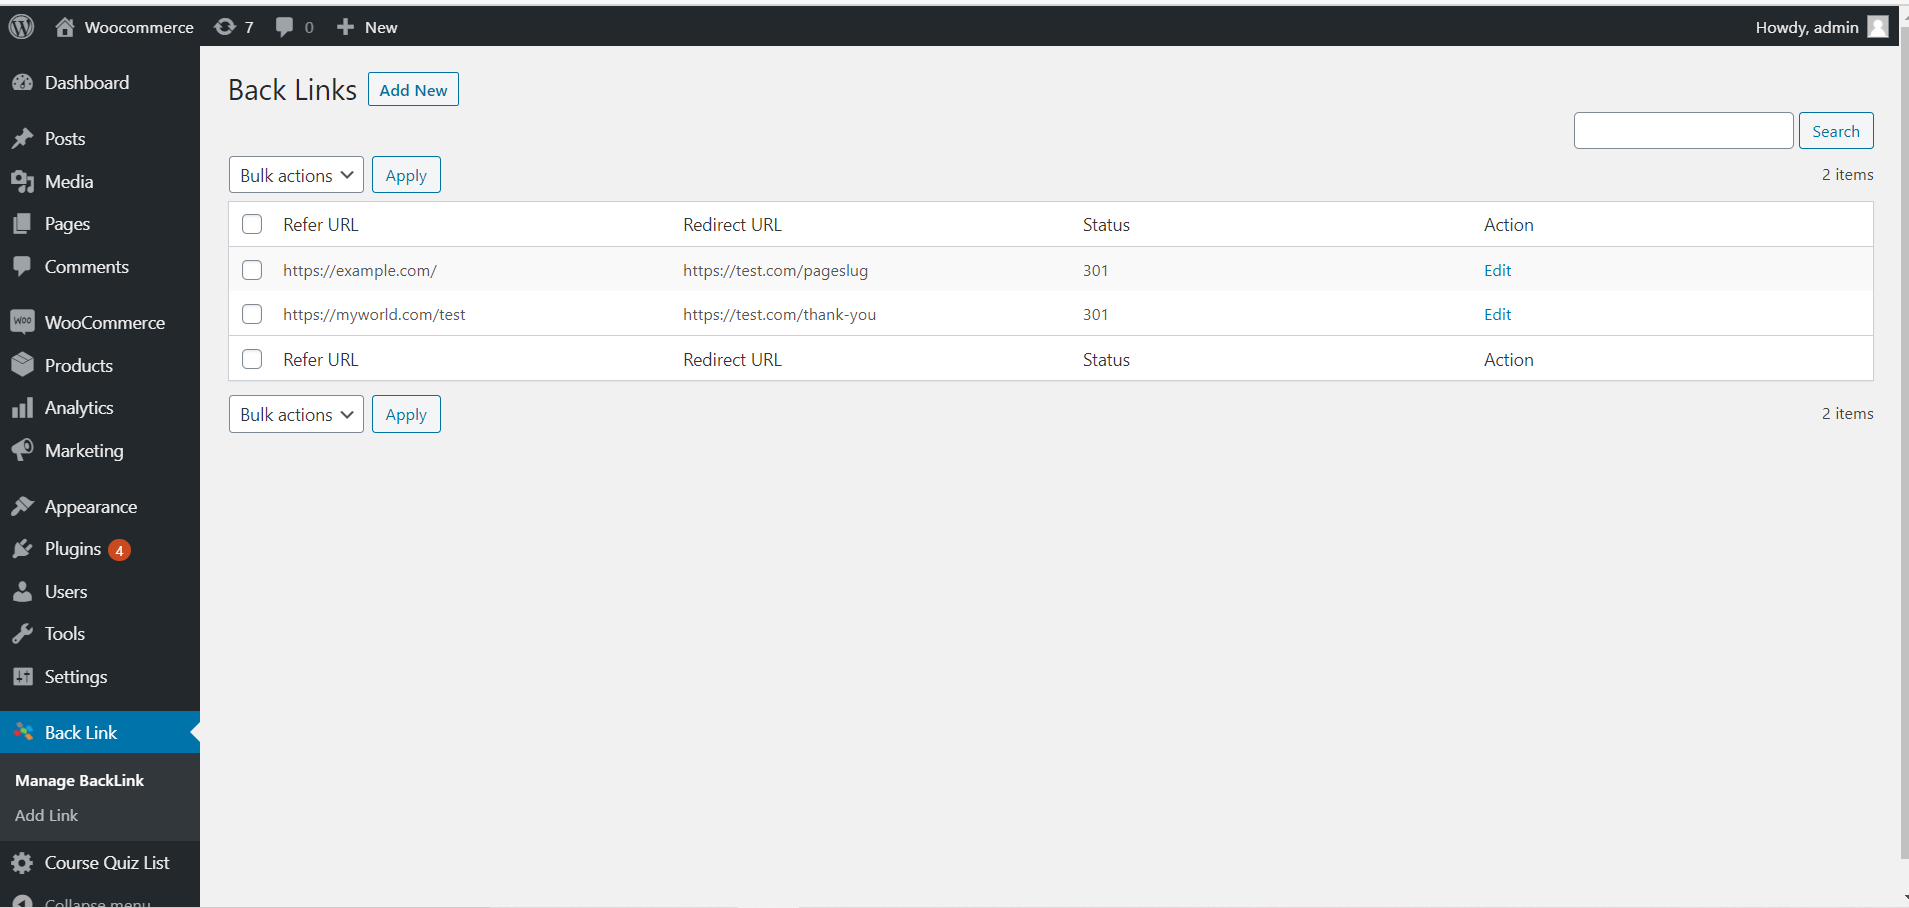 Woocommerce 7 0 New Howdy, admin
Dashboard
Posts
Media
Pages
Comments
Woo WooCommerce
Products
Analytics
Marketing
Appearance
Plugins 4
Users
Tools
Settings
Back Link
Manage BackLink
Add Link
Course Quiz List
Collapse menu
Back Links Add New
Search
Bulk actions Apply 2 items
Refer URL Redirect URL Status Action
https://example.com/ https://test.com/pageslug 301 Edit
https://myworld.com/test https://test.com/thank-you 301 Edit
Refer URL Redirect URL Status Action
Bulk actions Apply 2 items